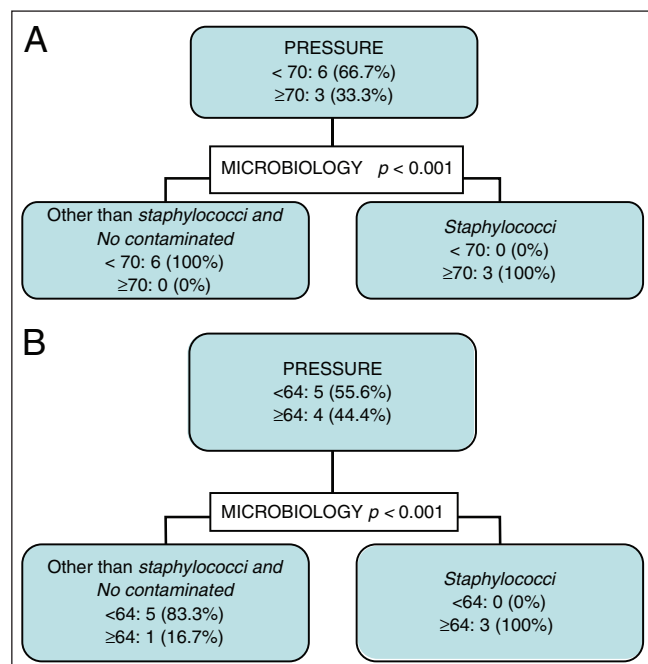 A
PRESSURE
< 70: 6 (66.7%)
≥70: 3 (33.3%)
MICROBIOLOGY p < 0.001
Other than staphylococci and
No contaminated
< 70: 6 (100%)
≥70: 0 (0%)
Staphylococci
< 70: 0 (0%)
≥70: 3 (100%)
B
PRESSURE
<64: 5 (55.6%)
≥64: 4 (44.4%)
MICROBIOLOGY p < 0.001
Other than staphylococci and
No contaminated
<64: 5 (83.3%)
≥64: 1 (16.7%)
Staphylococci
<64: 0 (0%)
≥64: 3 (100%)